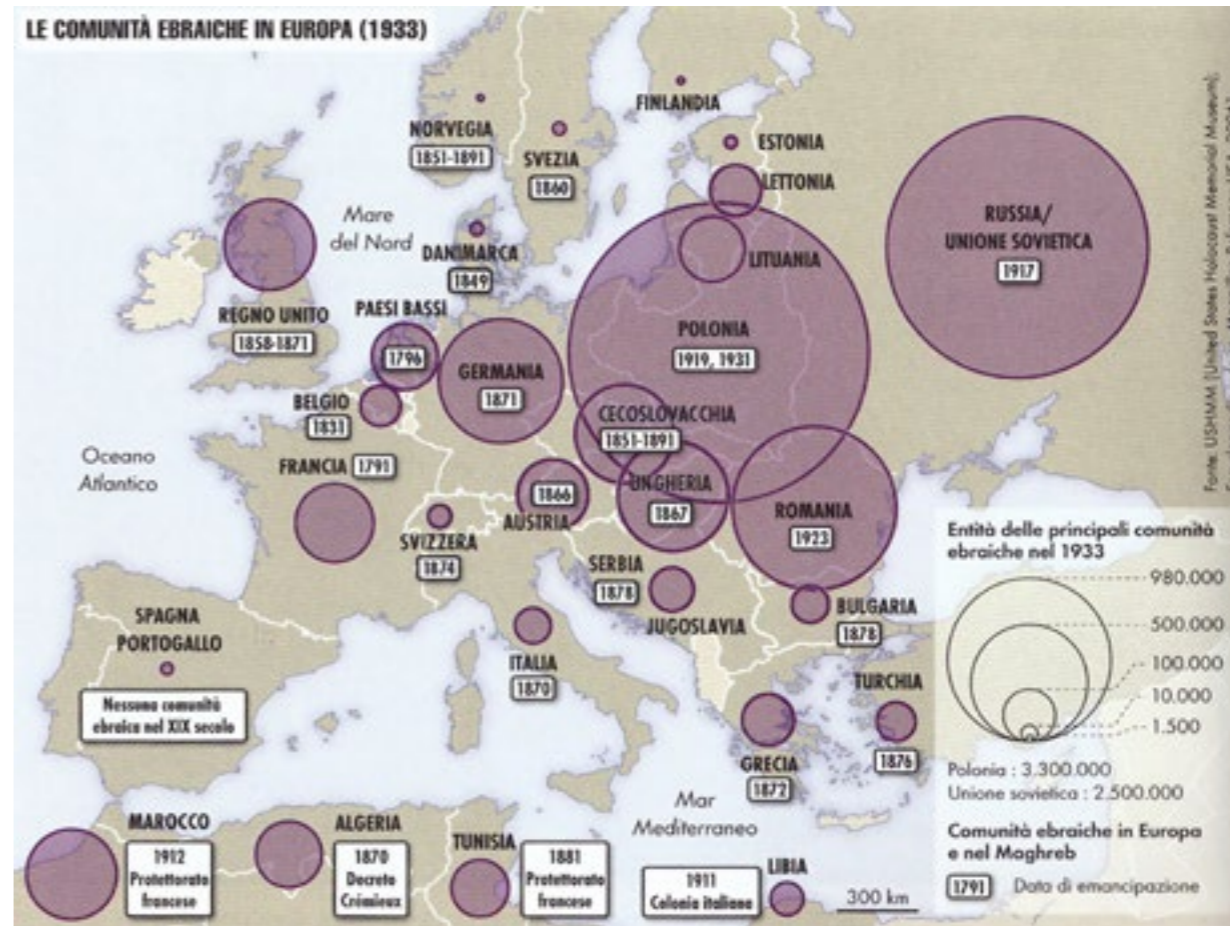 LE COMUNITÀ EBRAICHE IN EUROPA (1933)
FINLANDIA
NORVEGIA
1851-1891
SVEZIA
1860
ESTONIA
LETTONIA
LITUANIA
RUSSIA/
UNIONE SOVIETICA
1917
Mare
del Nord
DANIMARCA
1849
REGNO UNITO
1858-1871
PAESI BASSI
1796
GERMANIA
1871
POLONIA
1919, 1931
BELGIO
1831
CECOSLOVACCHIA
1851-1891
Oceano
Atlantico
FRANCIA 1791
1866
AUSTRIA
UNGHERIA
1867
ROMANIA
1923
SVIZZERA
1874
SERBIA
1878
JUGOSLAVIA
BULGARIA
1878
SPAGNA
PORTOGALLO
Nessuna comunità
ebraica nel XIX secolo
ITALIA
1870
GRECIA
1872
TURCHIA
1876
Mar
Mediterraneo
MAROCCO
1912
Protettorato
francese
ALGERIA
1870
Decreto
Crémieux
TUNISIA
1881
Protettorato
francese
LIBIA
1911
Colonia italiana
300 km
Entità delle principali comunità
ebraiche nel 1933
980.000
500.000
100.000
10.000
1.500
Polonia : 3.300.000
Unione sovietica : 2.500.000
Comunità ebraiche in Europa
e nel Maghreb
1791 Data di emancipazione
Fonte. USHMM (United States Holocaust Memorial Museum),